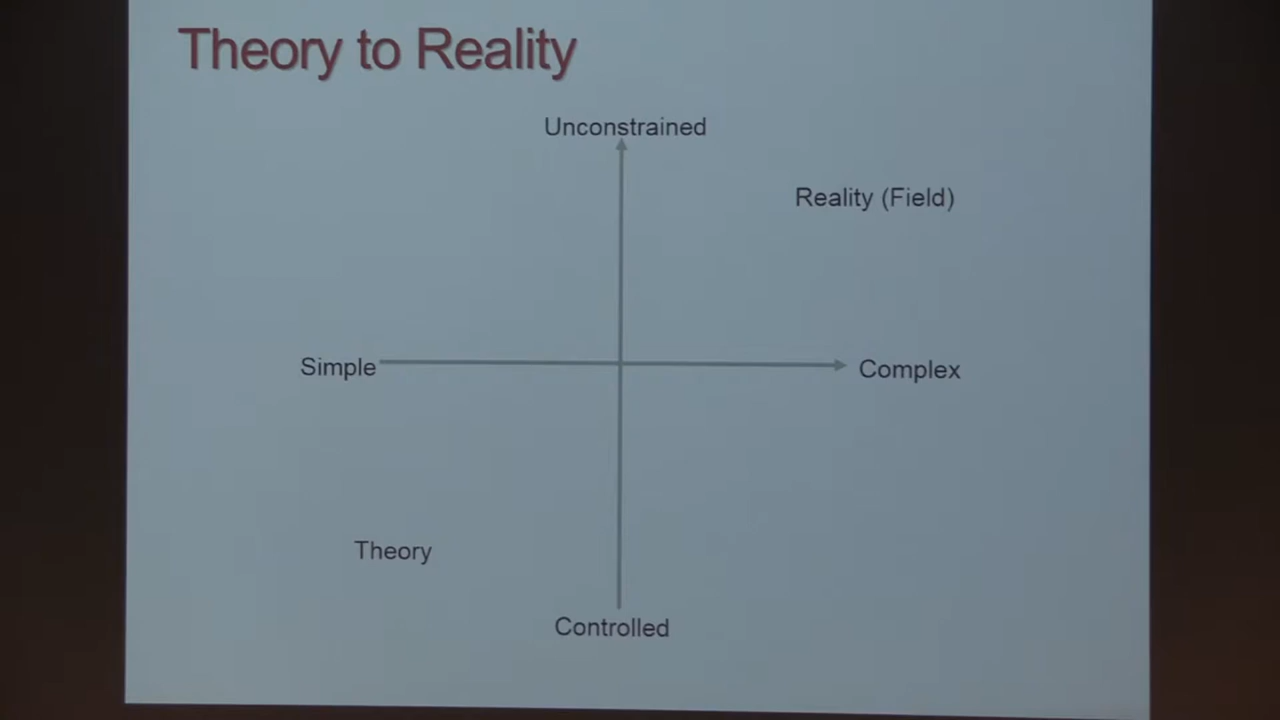 Theory to Reality
Unconstrained
Reality (Field)
Simple
Complex
Theory
Controlled